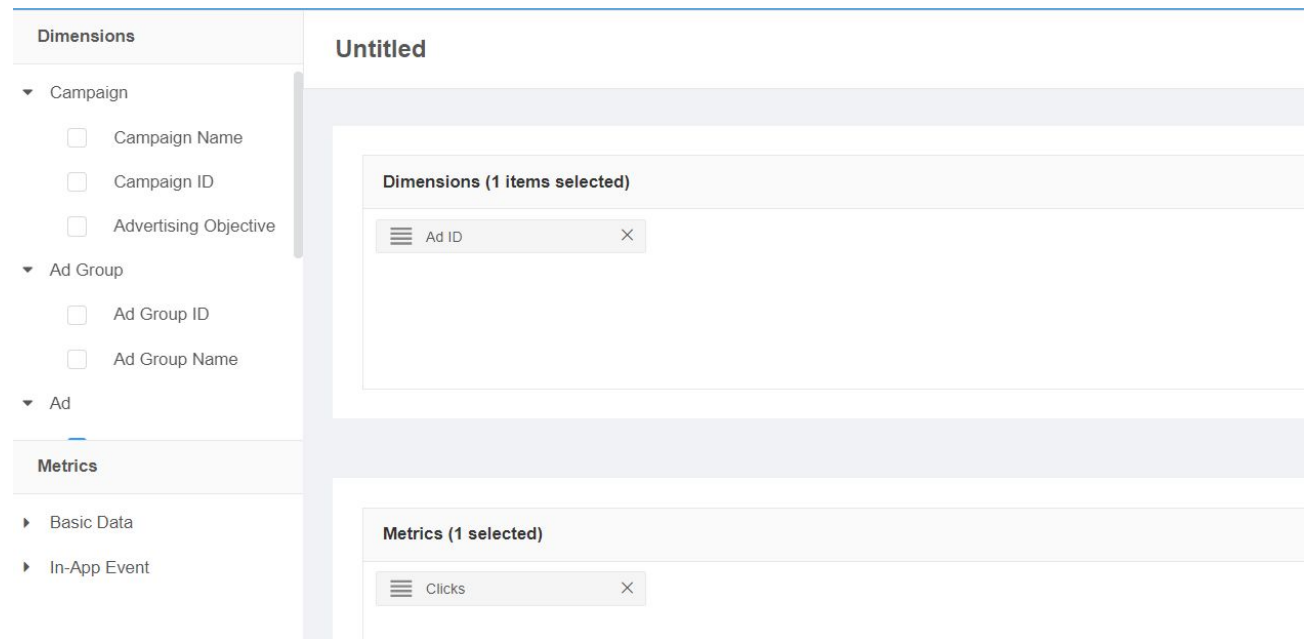 Dimensions
Campaign
Campaign Name
Campaign ID
Advertising Objective
Ad Group
Ad Group ID
Ad Group Name
Ad
Metrics
Basic Data
In-App Event
Untitled
Dimensions (1 items selected)
Ad ID
Metrics (1 selected)
Clicks